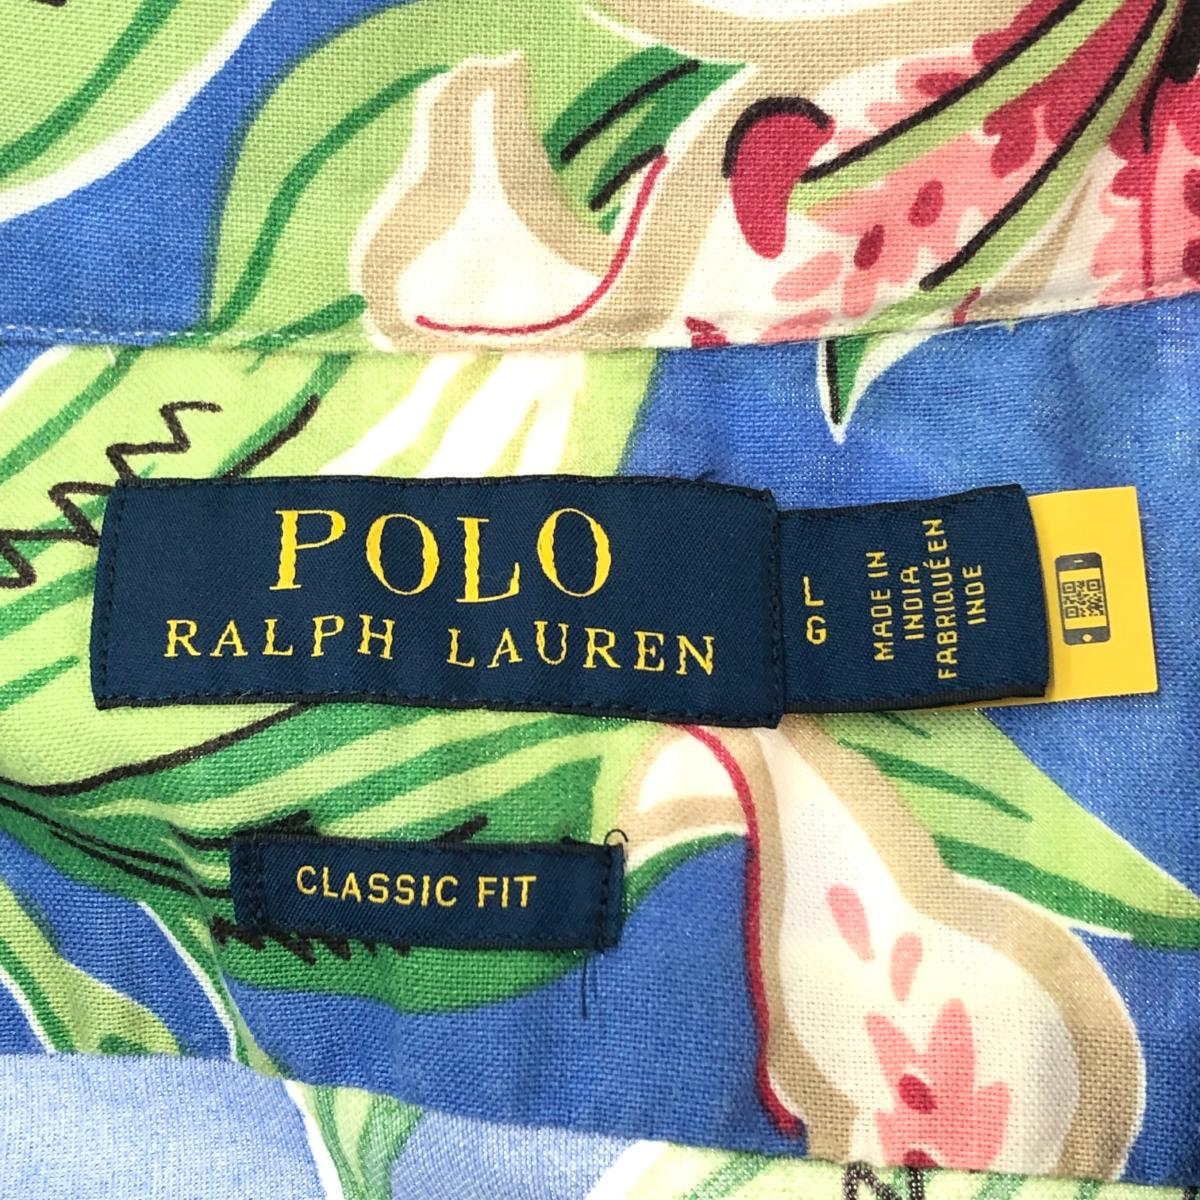 POLO
RALPH LAUREN
L
G
MADE IN
INDIA
FABRIQUÉ EN
INDE
CLASSIC FIT